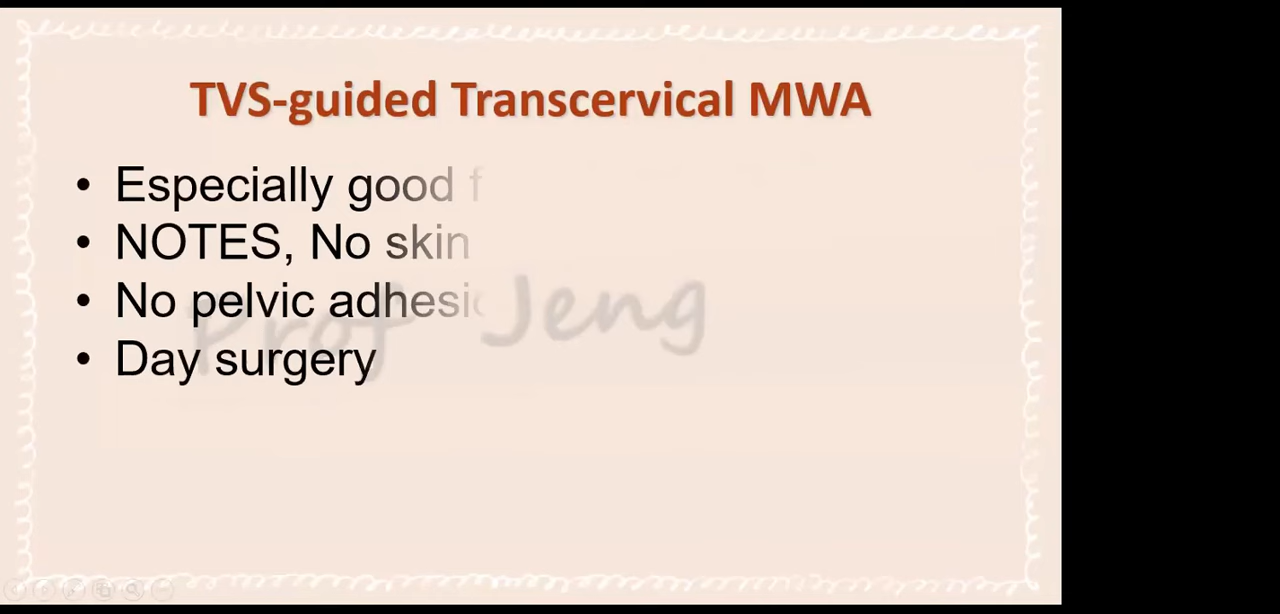 TVS-guided Transcervical MWA
• Especially good f
• NOTES, No skin
• No pelvic adhesi
• Day surgery
Prof Jeng